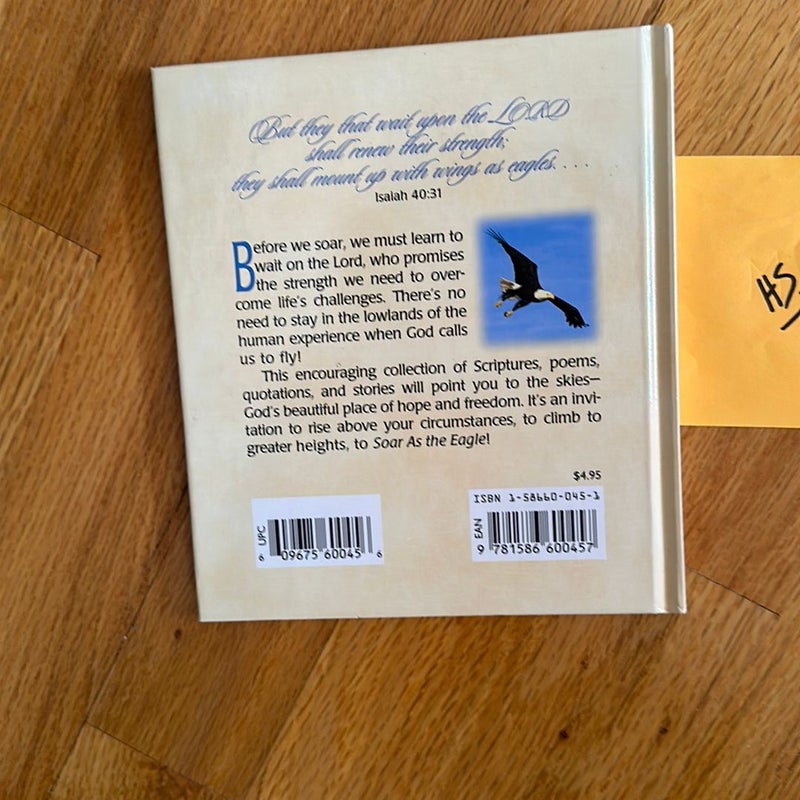 But they that wait upon the LORD
shall renew their strength;
they shall mount up with wings as eagles. . . .
Isaiah 40:31
Before we soar, we must learn to
wait on the Lord, who promises
the strength we need to over-
come life's challenges. There's no
need to stay in the lowlands of the
human experience when God calls
us to fly!
This encouraging collection of Scriptures, poems,
quotations, and stories will point you to the skies—
God's beautiful place of hope and freedom. It's an invi-
tation to rise above your circumstances, to climb to
greater heights, to Soar As the Eagle!
$4.95
ISBN 1-58660-045-1
UPC
6 09675 60045 6
EAN
9 781586 600457